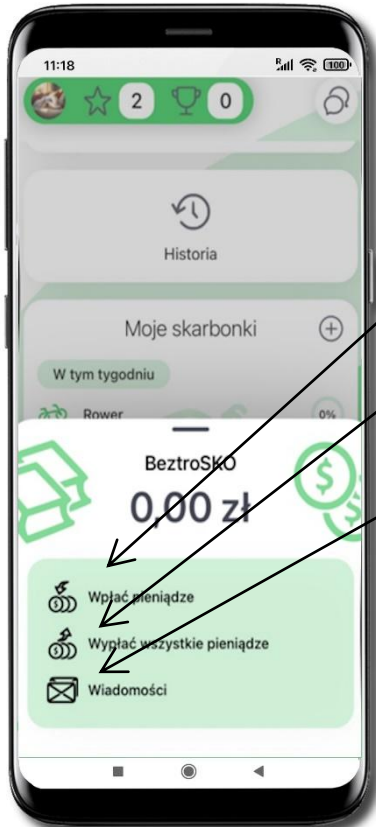 11:18
R
100
2
0
Historia
Moje skarbonki
W tym tygodniu
Rower
0%
BeztroSKO
0,00 zł
Wpłać pieniądze
Wypłać wszystkie pieniądze
Wiadomości